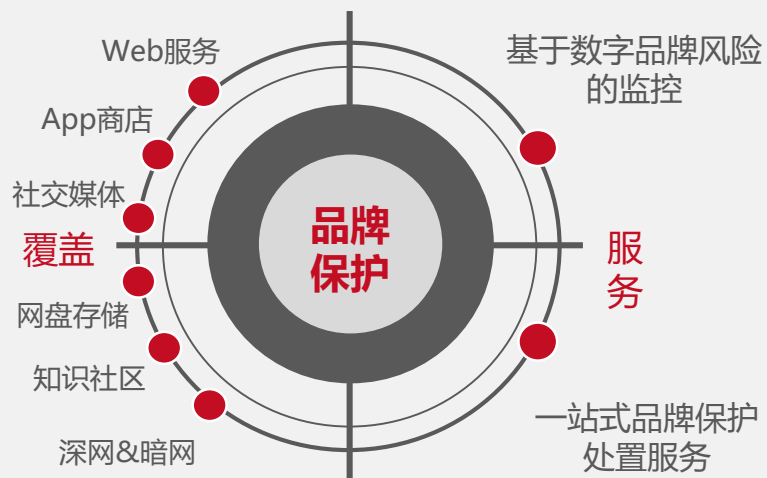 Web服务
App商店
社交媒体
覆盖
网盘存储
知识社区
深网&暗网
品牌
保护
基于数字品牌风险
的监控
服
务
一站式品牌保护
处置服务